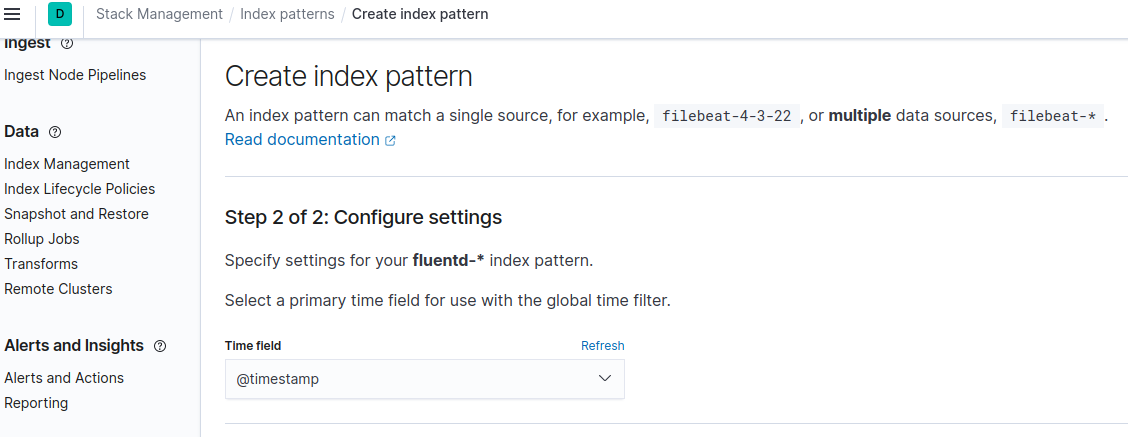 D Stack Management / Index patterns / Create index pattern
Ingest
Ingest Node Pipelines
Data
Index Management
Index Lifecycle Policies
Snapshot and Restore
Rollup Jobs
Transforms
Remote Clusters
Alerts and Insights
Alerts and Actions
Reporting
Create index pattern
An index pattern can match a single source, for example, filebeat-4-3-22 , or multiple data sources, filebeat-* .
Read documentation
Step 2 of 2: Configure settings
Specify settings for your fluentd-* index pattern.
Select a primary time field for use with the global time filter.
Time field Refresh
@timestamp